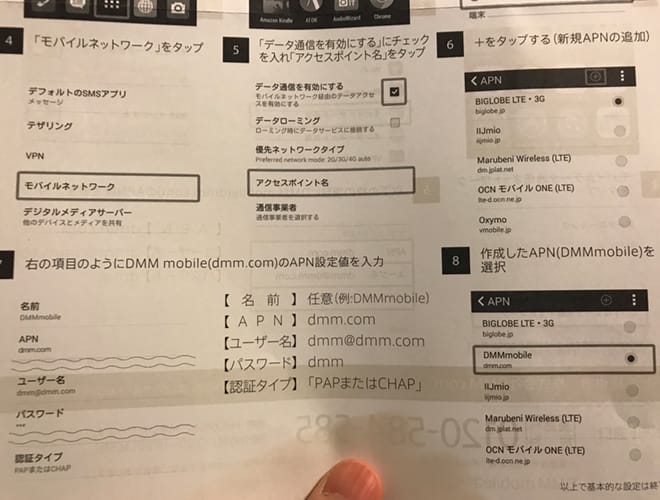 Amazon Kindle
ATOK
AudioWizard
Chrome
端末
4
「モバイルネットワーク」をタップ
デフォルトのSMSアプリ
メッセージ
テザリング
VPN
モバイルネットワーク
デジタルメディアサーバー
他のデバイスとメディアを共有
5
「データ通信を有効にする」にチェック
を入れ「アクセスポイント名」をタップ
データ通信を有効にする
モバイルネットワーク経由のデータアクセ
スを有効にする
データローミング
ローミング時にデータサービスに接続する
優先ネットワークタイプ
Preferred network mode: 2G/3G/4G auto
アクセスポイント名
通信事業者
通信事業者を選択する
6
＋をタップする（新規APNの追加）
APN
BIGLOBE LTE・3G
biglobe.jp
IIJmio
iijmio.jp
Marubeni Wireless (LTE)
dm.jplat.net
OCN モバイル ONE (LTE)
lte-d.ocn.ne.jp
Oxymo
vmobile.jp
7
右の項目のようにDMM mobile(dmm.com)のAPN設定値を入力
名前
DMMmobile
APN
dmm.com
ユーザー名
dmm@dmm.com
パスワード
•••
認証タイプ
PAPまたはCHAP
【 名 前 】 任意（例:DMMmobile）
【 A P N 】 dmm.com
【ユーザー名】 dmm@dmm.com
【パスワード】 dmm
【認証タイプ】 「PAPまたはCHAP」
8
作成したAPN(DMMmobile)を
選択
APN
BIGLOBE LTE・3G
biglobe.jp
DMMmobile
dmm.com
IIJmio
iijmio.jp
Marubeni Wireless (LTE)
dm.jplat.net
OCN モバイル ONE (LTE)
lte-d.ocn.ne.jp
以上で基本的な設定は終